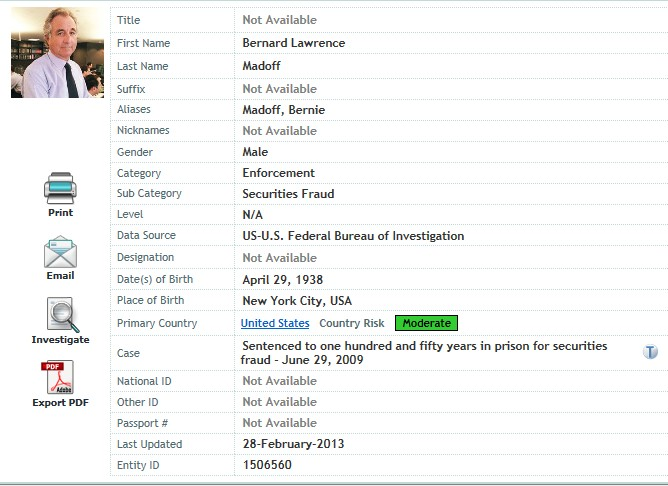 Title Not Available
First Name Bernard Lawrence
Last Name Madoff
Suffix Not Available
Aliases Madoff, Bernie
Nicknames Not Available
Gender Male
Category Enforcement
Sub Category Securities Fraud
Level N/A
Data Source US-U.S. Federal Bureau of Investigation
Designation Not Available
Date(s) of Birth April 29, 1938
Place of Birth New York City, USA
Primary Country United States Country Risk Moderate
Case Sentenced to one hundred and fifty years in prison for securities
fraud - June 29, 2009
T
National ID Not Available
Other ID Not Available
Passport # Not Available
Last Updated 28-February-2013
Entity ID 1506560
Print
Email
Investigate
PDF
Adobe
Export PDF